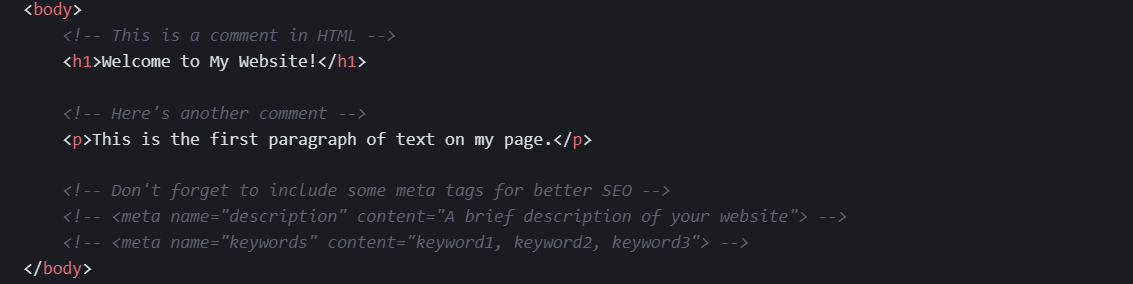 <body>
    <!-- This is a comment in HTML -->
    <h1>Welcome to My Website!</h1>

    <!-- Here's another comment -->
    <p>This is the first paragraph of text on my page.</p>

    <!-- Don't forget to include some meta tags for better SEO -->
    <!-- <meta name="description" content="A brief description of your website"> -->
    <!-- <meta name="keywords" content="keyword1, keyword2, keyword3"> -->
</body>